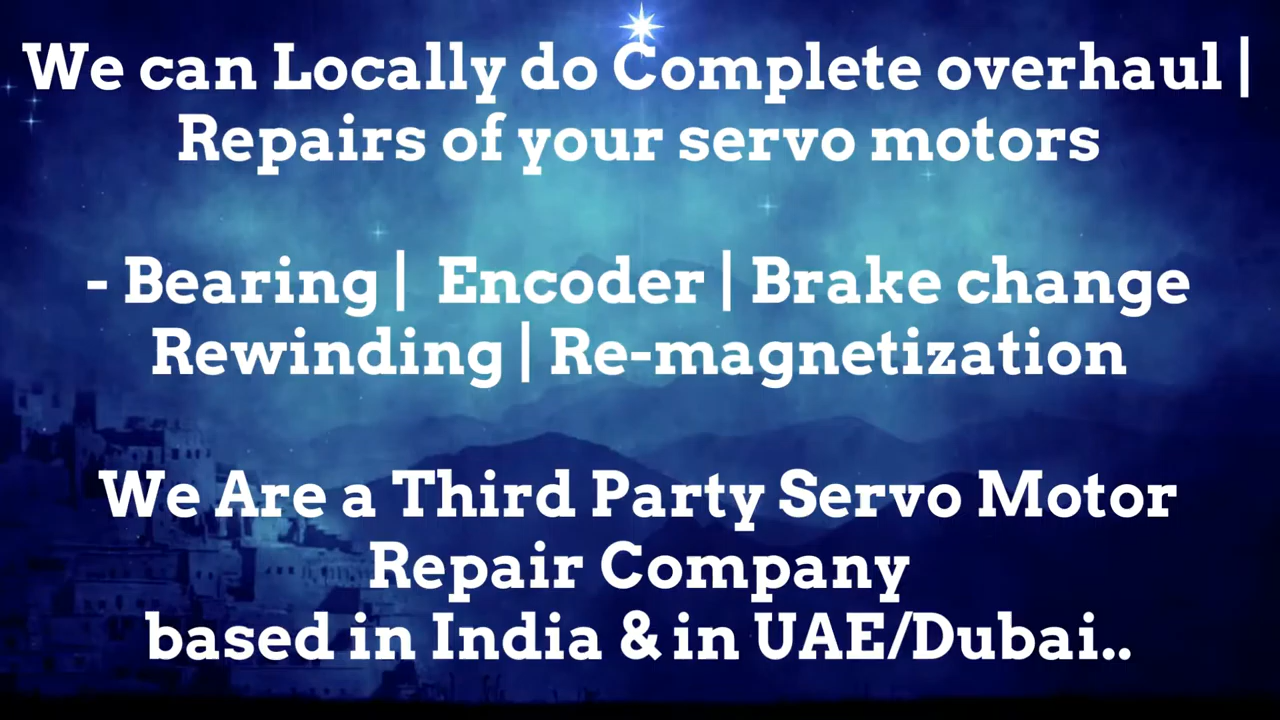 We can Locally do Complete overhaul |
Repairs of your servo motors
- Bearing | Encoder | Brake change
Rewinding | Re-magnetization
We Are a Third Party Servo Motor
Repair Company
based in India & in UAE/Dubai..